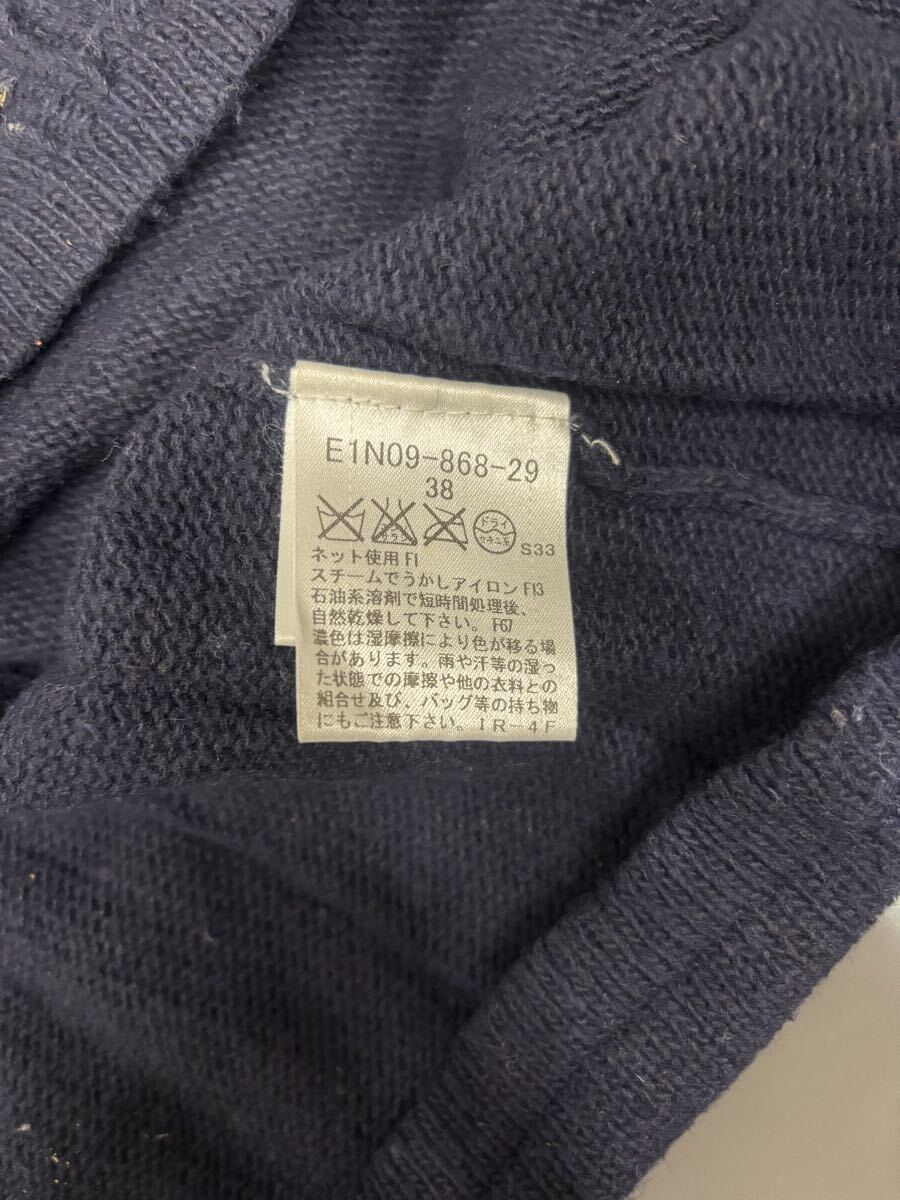 E1N09-868-29
38
サラシ
ドライ
セキユ系
S33
ネット使用 F1
スチームでうかしアイロン F13
石油系溶剤で短時間処理後、
自然乾燥して下さい。 F67
濃色は湿摩擦により色が移る場
合があります。雨や汗等の湿っ
た状態での摩擦や他の衣料との
組合せ及び、バッグ等の持ち物
にもご注意下さい。IR-4F